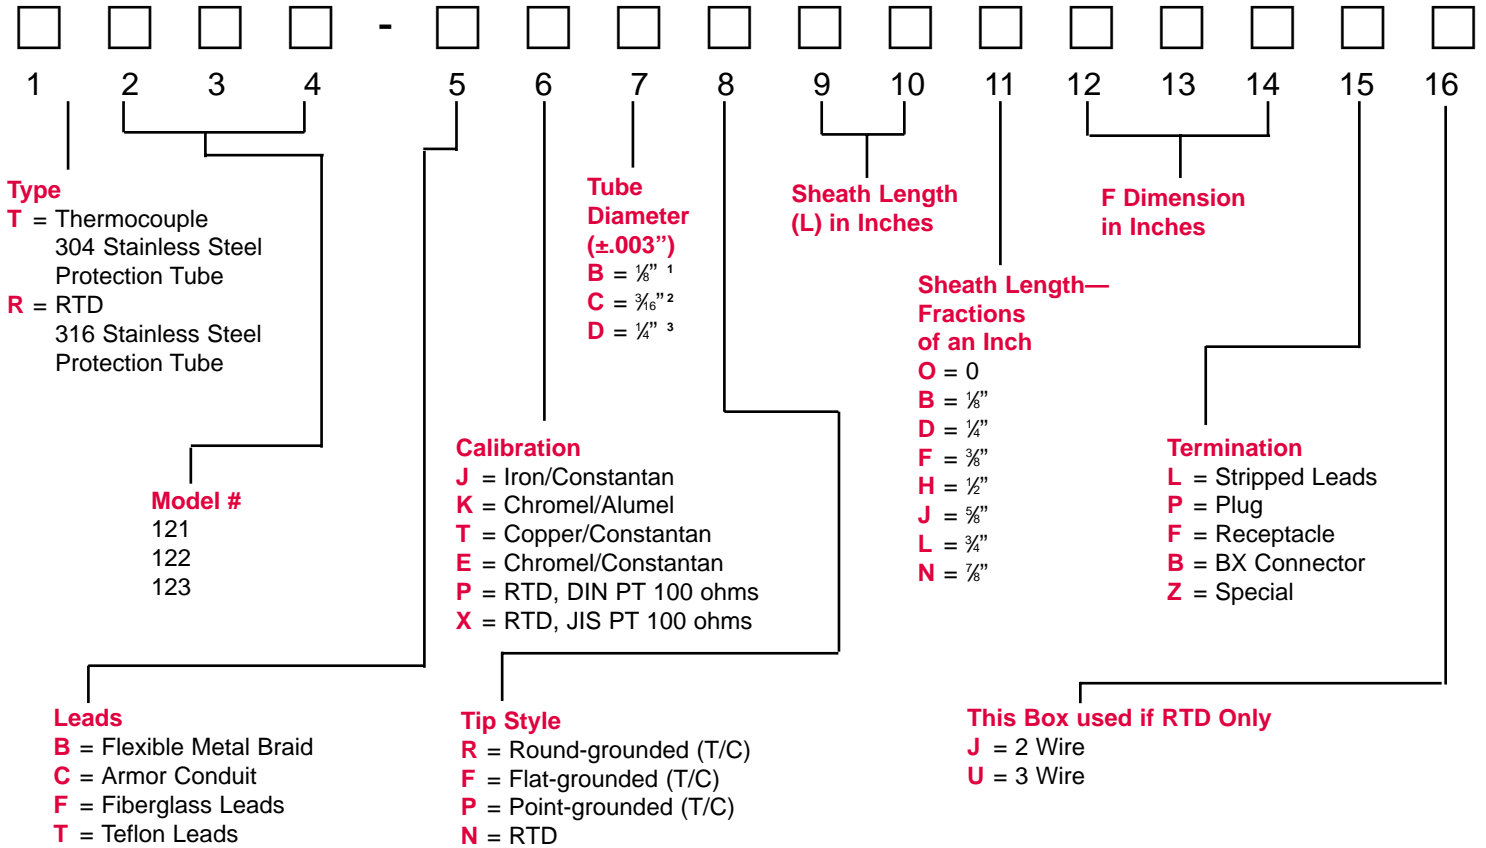 -
1 2 3 4 5 6 7 8 9 10 11 12 13 14 15 16
Type
T = Thermocouple
304 Stainless Steel
Protection Tube
R = RTD
316 Stainless Steel
Protection Tube
Model #
121
122
123
Leads
B = Flexible Metal Braid
C = Armor Conduit
F = Fiberglass Leads
T = Teflon Leads
Calibration
J = Iron/Constantan
K = Chromel/Alumel
T = Copper/Constantan
E = Chromel/Constantan
P = RTD, DIN PT 100 ohms
X = RTD, JIS PT 100 ohms
Tube
Diameter
(±.003”)
B = ⅛” ¹
C = 3⁄16” ²
D = ¼” ³
Tip Style
R = Round-grounded (T/C)
F = Flat-grounded (T/C)
P = Point-grounded (T/C)
N = RTD
Sheath Length
(L) in Inches
Sheath Length—
Fractions
of an Inch
O = 0
B = ⅛”
D = ¼”
F = ⅜”
H = ½”
J = ⅝”
L = ¾”
N = ⅞”
F Dimension
in Inches
Termination
L = Stripped Leads
P = Plug
F = Receptacle
B = BX Connector
Z = Special
This Box used if RTD Only
J = 2 Wire
U = 3 Wire